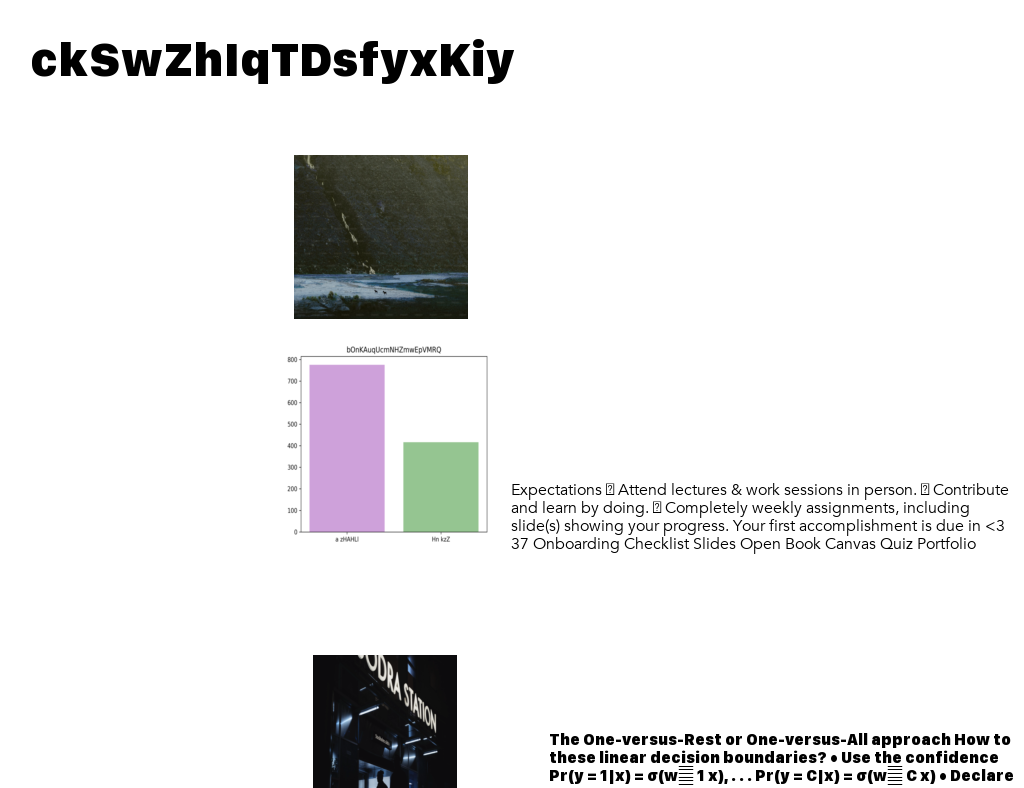 ckSwZhIqTDsfyxKiy
bOnKAuqUcmNHZmwEpVMRQ
800
700
600
500
400
300
200
100
0
a zHAHLI
Hn kzZ
Expectations ⍰ Attend lectures & work sessions in person. ⍰ Contribute
and learn by doing. ⍰ Completely weekly assignments, including
slide(s) showing your progress. Your first accomplishment is due in <3
37 Onboarding Checklist Slides Open Book Canvas Quiz Portfolio
STATION
The One-versus-Rest or One-versus-All approach How to
these linear decision boundaries? • Use the confidence
Pr(y = 1|x) = σ(w 1 x), . . . Pr(y = C|x) = σ(w C x) • Declare